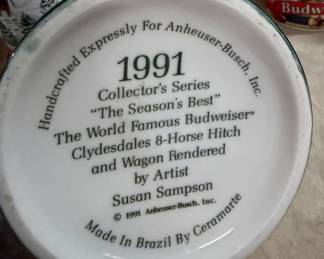 Handcrafted Expressly For Anheuser-Busch, Inc.
1991
Collector's Series
"The Season's Best"
The World Famous Budweiser®
Clydesdales 8-Horse Hitch
and Wagon Rendered
by Artist
Susan Sampson
© 1991 Anheuser-Busch, Inc.
Made In Brazil By Ceramarte
Budw